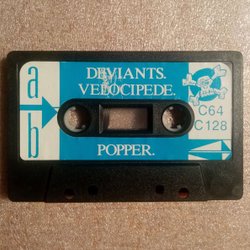 a
DEVIANTS.
VELOCIPEDE.
C64
C128
b
POPPER.